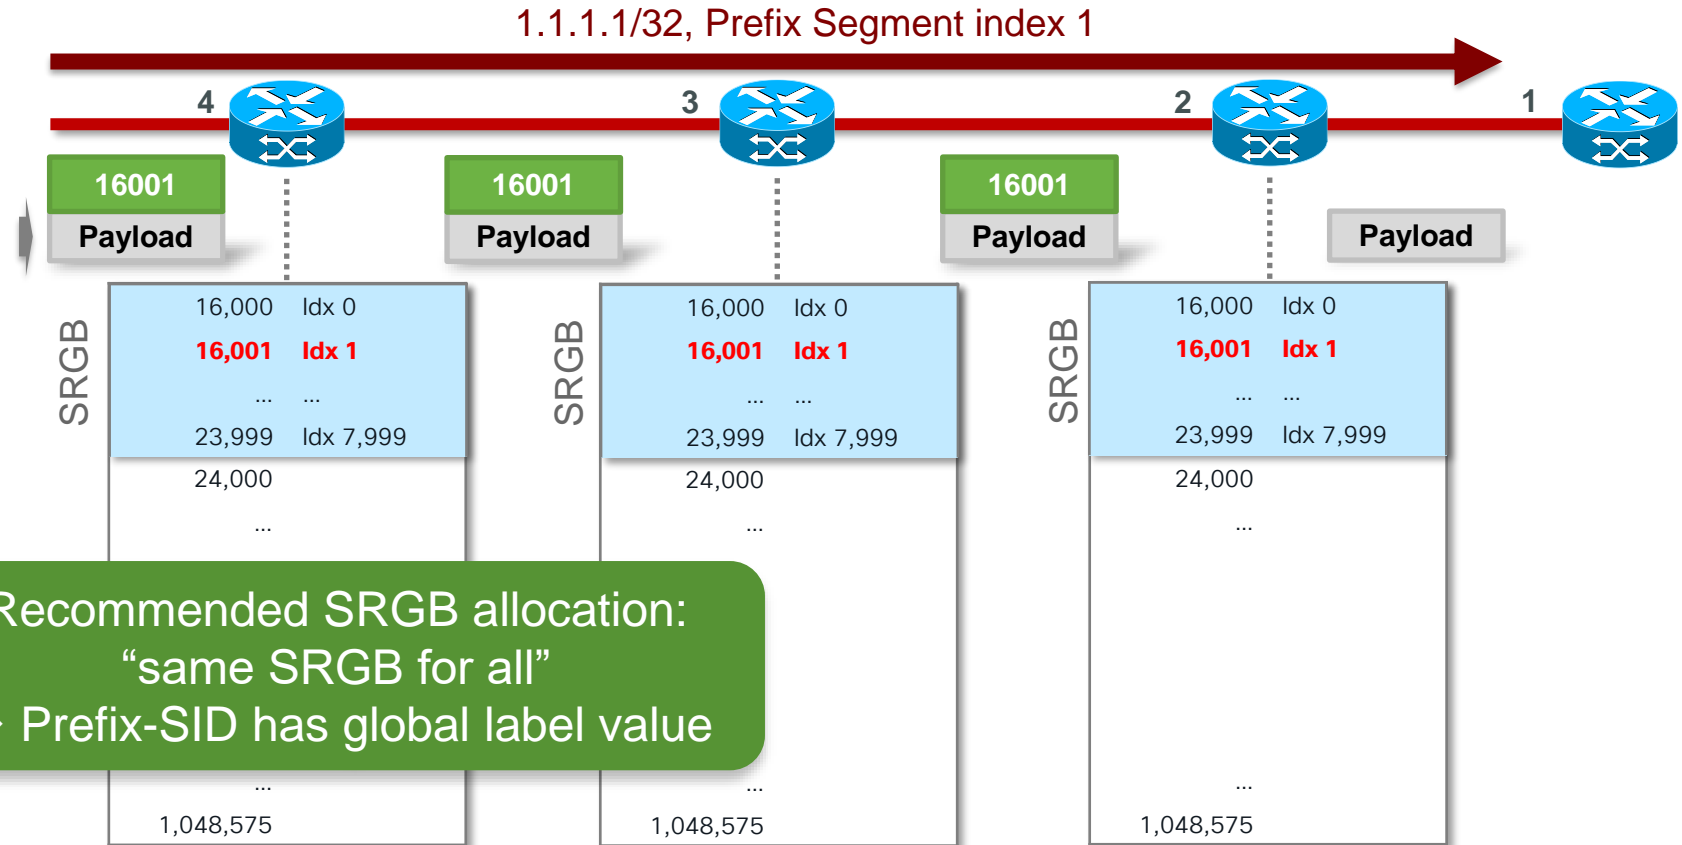 1.1.1.1/32, Prefix Segment index 1
4 3 2 1
16001 16001 16001
Payload Payload Payload Payload
SRGB
16,000 Idx 0
16,001 Idx 1
... ...
23,999 Idx 7,999
24,000
...
...
1,048,575
SRGB
16,000 Idx 0
16,001 Idx 1
... ...
23,999 Idx 7,999
24,000
...
...
1,048,575
SRGB
16,000 Idx 0
16,001 Idx 1
... ...
23,999 Idx 7,999
24,000
...
...
1,048,575
Recommended SRGB allocation:
“same SRGB for all”
Prefix-SID has global label value